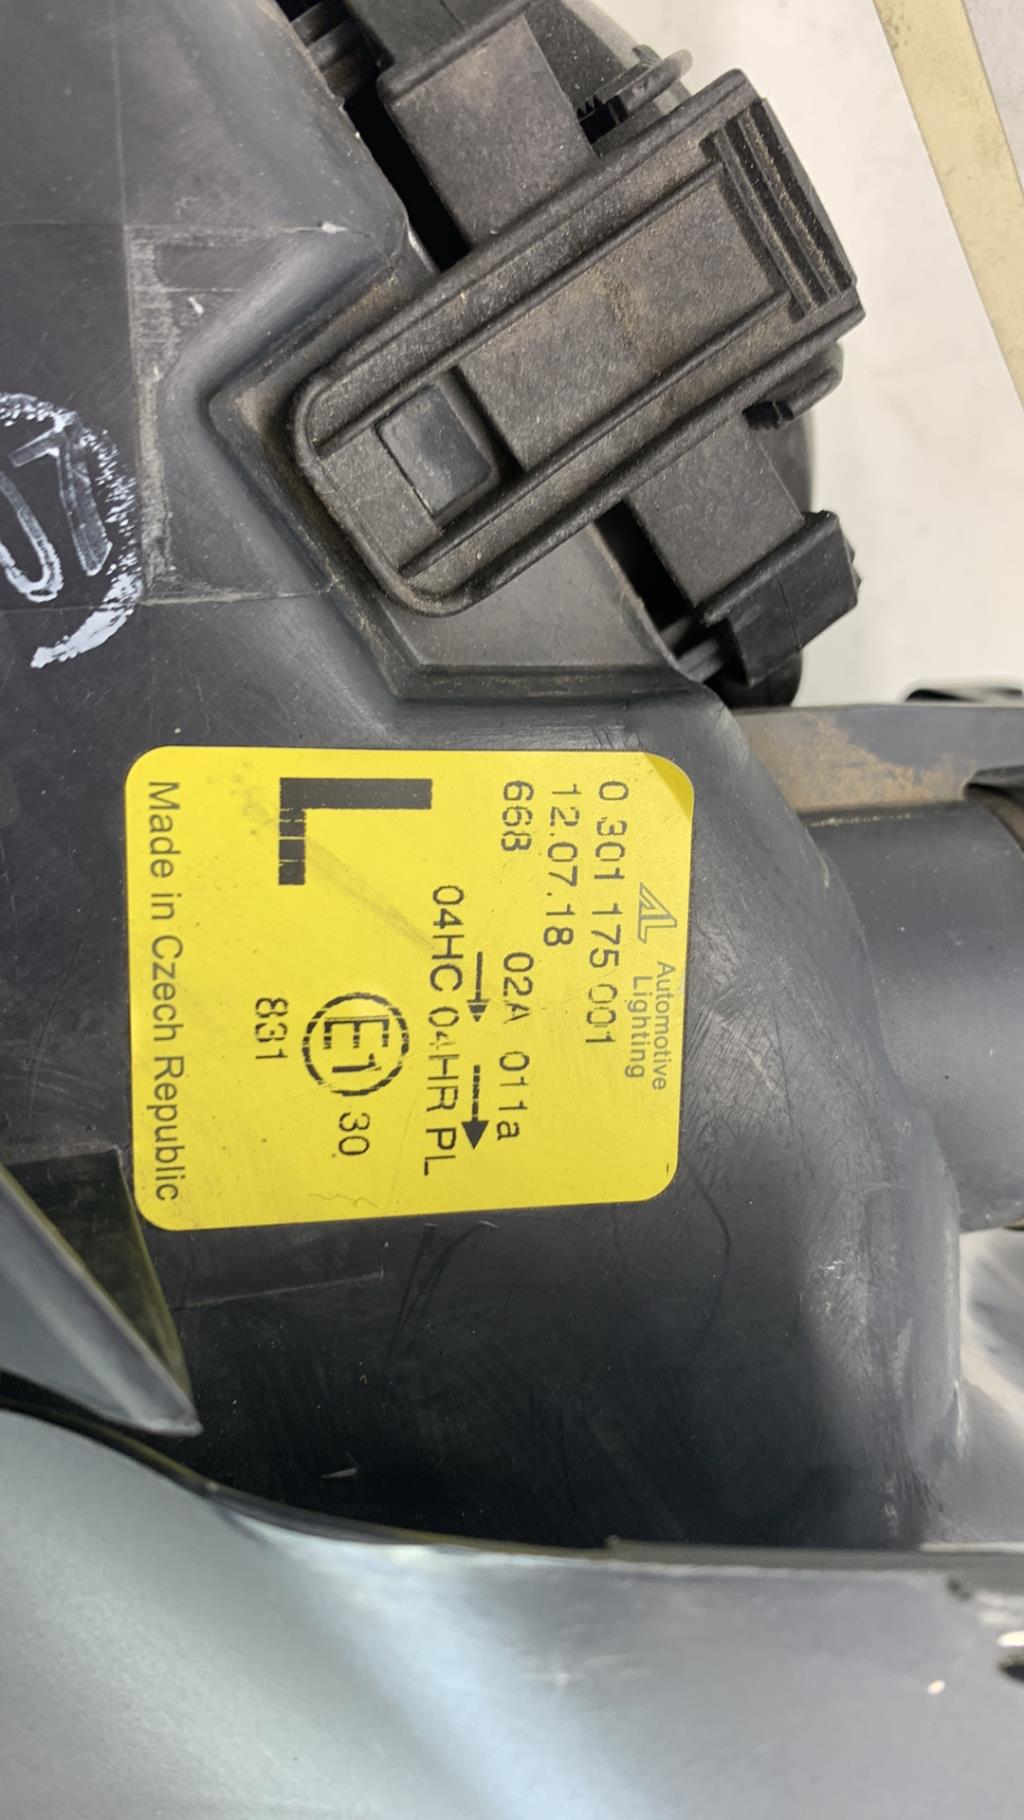 07
Automotive
Lighting
0 301 175 001
12.07.18
668 02A 011a
04HC 04HR PL
L
E1 30
831
Made in Czech Republic